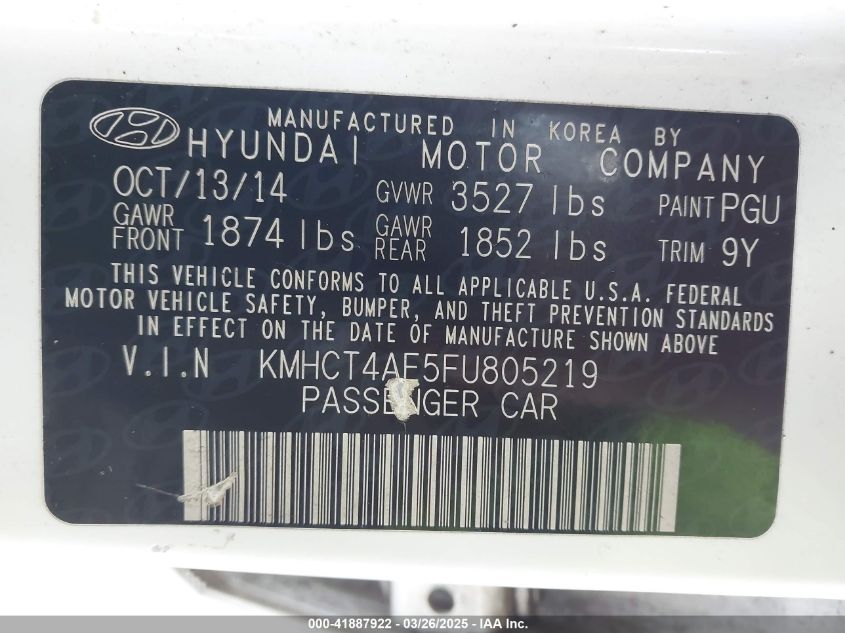 MANUFACTURED IN KOREA BY
HYUNDAI MOTOR COMPANY
OCT/13/14 GVWR 3527 lbs PAINT PGU
GAWR FRONT 1874 lbs GAWR REAR 1852 lbs TRIM 9Y
THIS VEHICLE CONFORMS TO ALL APPLICABLE U.S.A. FEDERAL
MOTOR VEHICLE SAFETY, BUMPER, AND THEFT PREVENTION STANDARDS
IN EFFECT ON THE DATE OF MANUFACTURE SHOWN ABOVE
V.I.N KMHCT4AE5FU805219
PASSENGER CAR
000-41887922 - 03/26/2025 - IAA Inc.